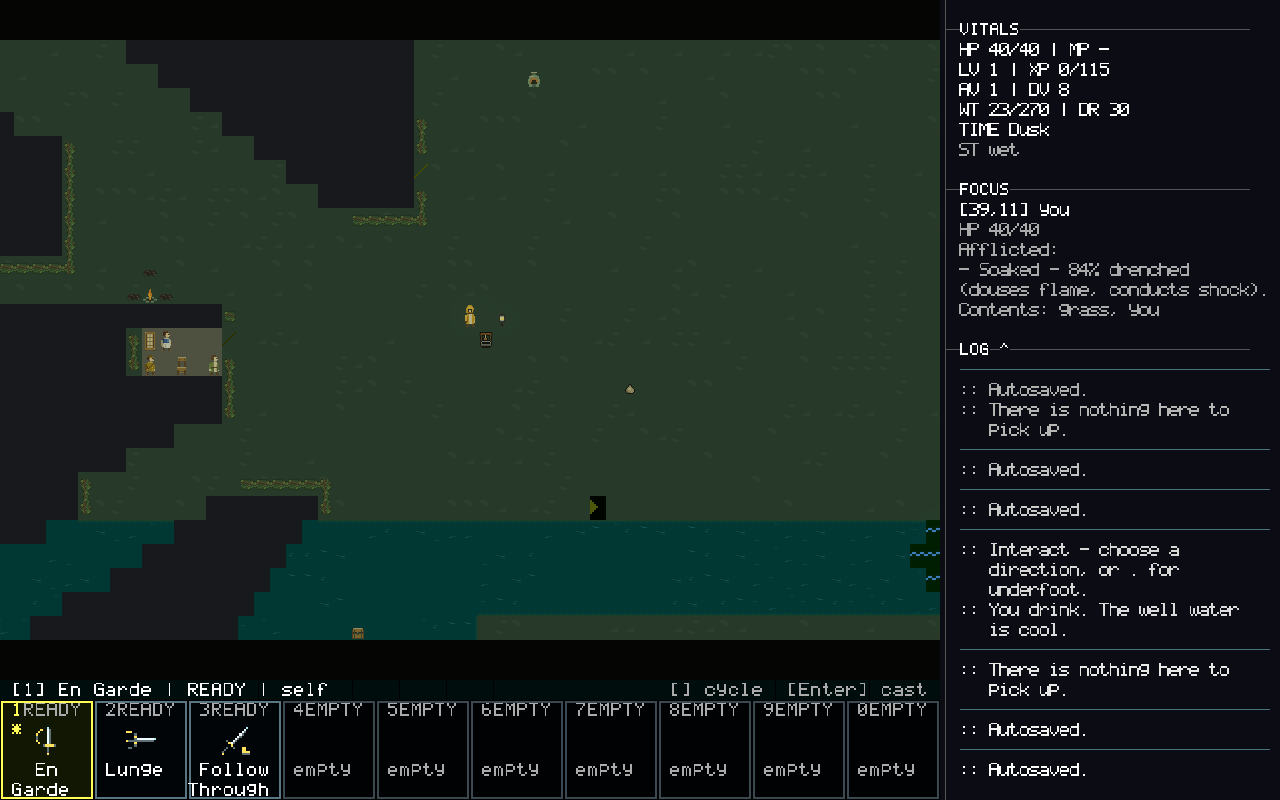 VITALS
HP 40/40 | MP -
LV 1 | XP 0/115
AV 1 | DV 8
WT 23/270 | DR 30
TIME Dusk
ST wet
FOCUS
[39,11] You
HP 40/40
Afflicted:
- Soaked - 84% drenched
(douses flame, conducts shock).
Contents: grass, you
LOG ^
:: Autosaved.
:: There is nothing here to
pick up.
:: Autosaved.
:: Autosaved.
:: Interact - choose a
direction, or . for
underfoot.
:: You drink. The well water
is cool.
:: There is nothing here to
pick up.
:: Autosaved.
:: Autosaved.
[1] En Garde | READY | self
[] cycle [Enter] cast
1READY 2READY 3READY 4EMPTY 5EMPTY 6EMPTY 7EMPTY 8EMPTY 9EMPTY 0EMPTY
*
En Garde
Lunge
Follow Through
empty empty empty empty empty empty empty